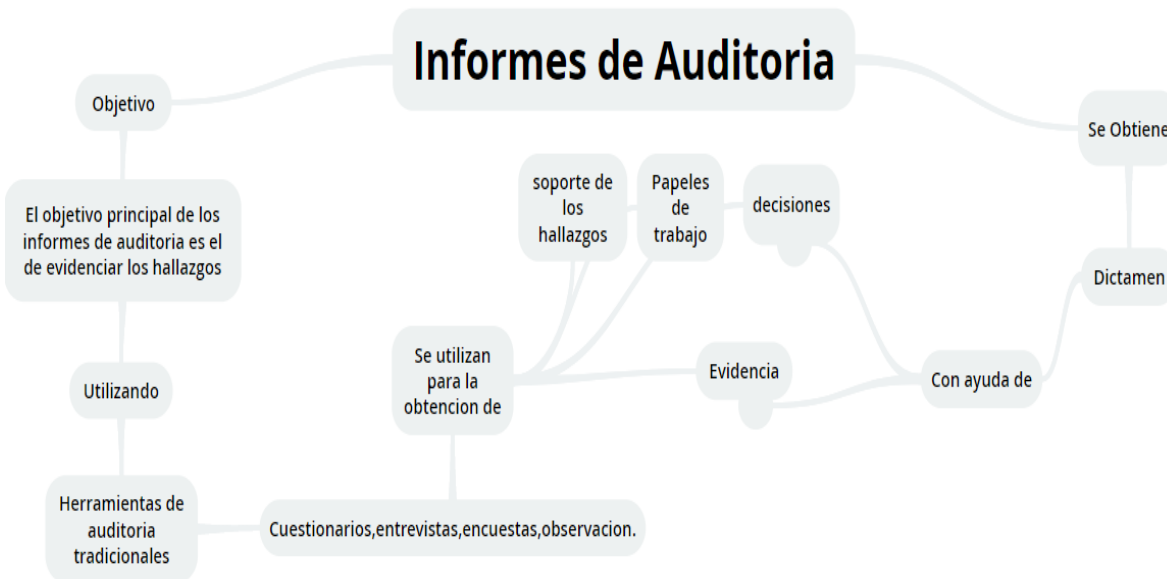 Informes de Auditoria
Objetivo
El objetivo principal de los
informes de auditoria es el
de evidenciar los hallazgos
Utilizando
Herramientas de
auditoria
tradicionales
Cuestionarios,entrevistas,encuestas,observacion.
Se utilizan
para la
obtencion de
soporte de
los
hallazgos
Papeles
de
trabajo
decisiones
Evidencia
Con ayuda de
Dictamen
Se Obtiene